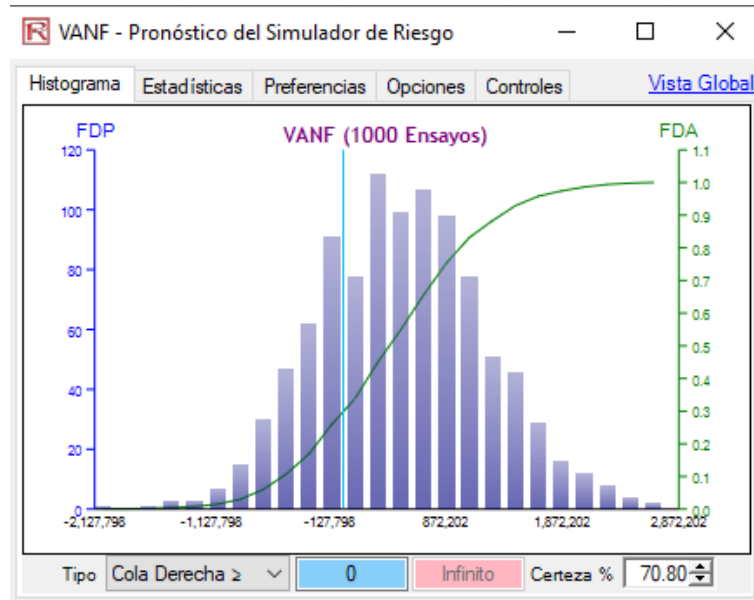 VANF - Pronóstico del Simulador de Riesgo
Histograma Estadísticas Preferencias Opciones Controles Vista Global
FDP VANF (1000 Ensayos) FDA
120 1.1
1.0
100 0.9
0.8
80 0.7
60 0.6
0.5
40 0.4
0.3
20 0.2
0.1
0 0.0
-2,127,798 -1,127,798 -127,798 872,202 1,872,202 2,872,202
Tipo Cola Derecha ≥ 0 Infinito Certeza % 70.80